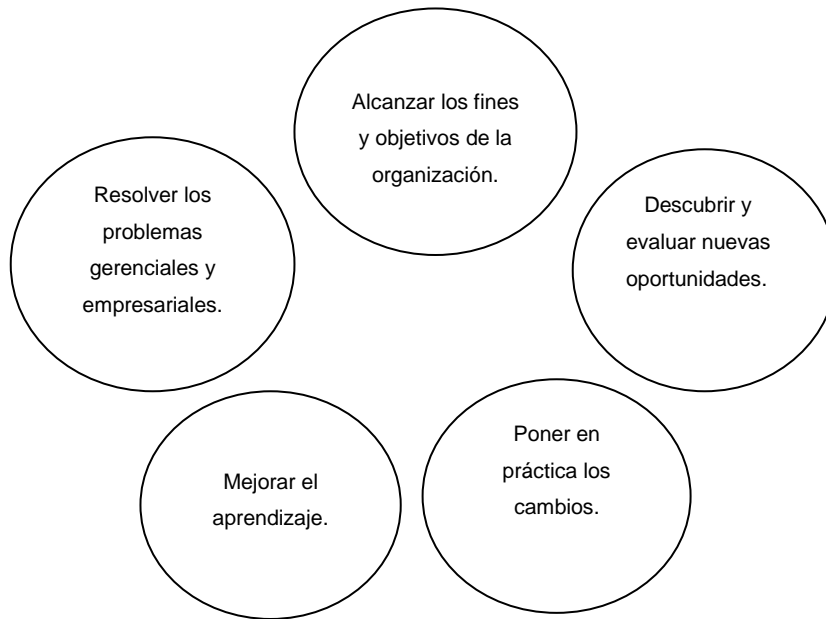 Alcanzar los fines
y objetivos de la
organización.
Resolver los
problemas
gerenciales y
empresariales.
Descubrir y
evaluar nuevas
oportunidades.
Mejorar el
aprendizaje.
Poner en
práctica los
cambios.